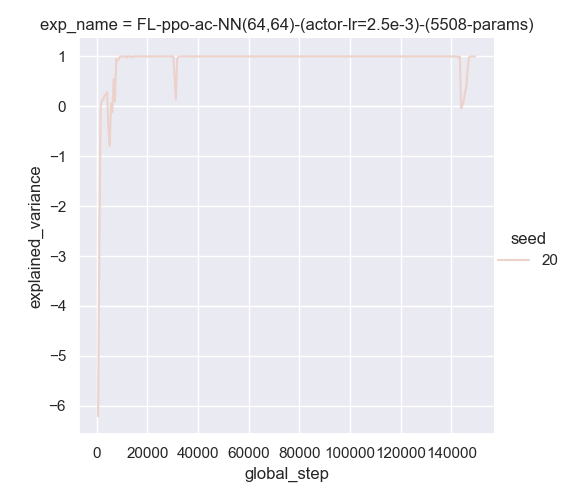 exp_name = FL-ppo-ac-NN(64,64)-(actor-lr=2.5e-3)-(5508-params)
1
0
−1
−2
−3
−4
−5
−6
explained_variance
0 20000 40000 60000 80000 100000 120000 140000
global_step
seed
20